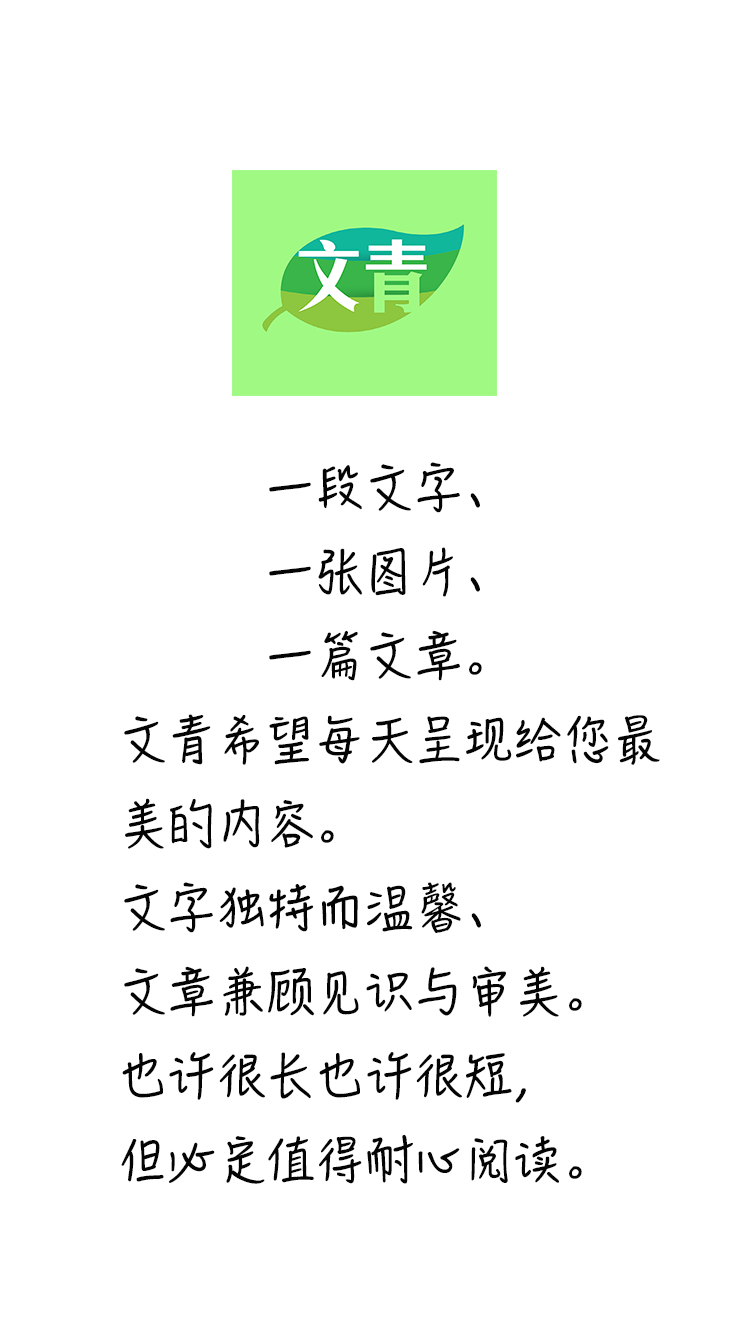 文青
一段文字、
一张图片、
一篇文章。
文青希望每天呈现给您最
美的内容。
文字独特而温馨、
文章兼顾见识与审美。
也许很长也许很短,
但必定值得耐心阅读。